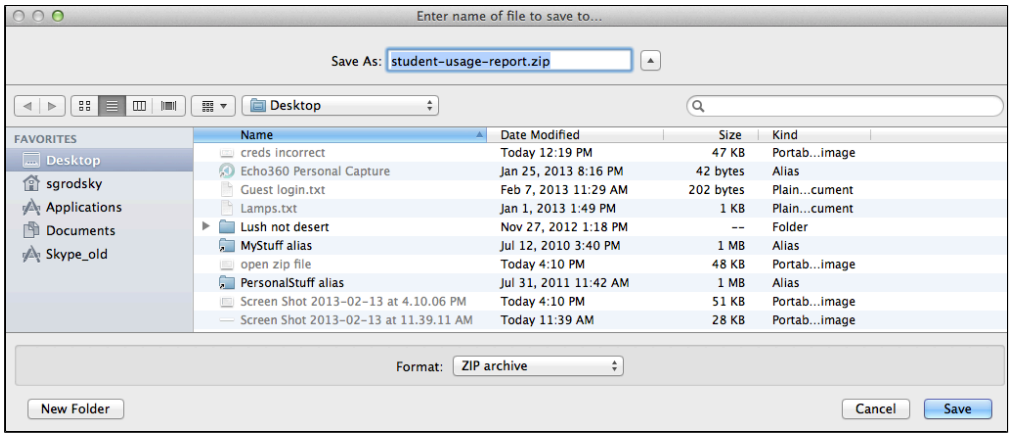 Enter name of file to save to...
Save As: student-usage-report.zip
Desktop
FAVORITES
Desktop
sgrodsky
Applications
Documents
Skype_old
Name Date Modified Size Kind
creds incorrect Today 12:19 PM 47 KB Portab...image
Echo360 Personal Capture Jan 25, 2013 8:16 PM 42 bytes Alias
Guest login.txt Feb 7, 2013 11:29 AM 202 bytes Plain...cument
Lamps.txt Jan 1, 2013 1:49 PM 1 KB Plain...cument
Lush not desert Nov 27, 2012 1:18 PM -- Folder
MyStuff alias Jul 12, 2010 3:40 PM 1 MB Alias
open zip file Today 4:10 PM 48 KB Portab...image
PersonalStuff alias Jul 31, 2011 11:42 AM 1 MB Alias
Screen Shot 2013-02-13 at 4.10.06 PM Today 4:10 PM 51 KB Portab...image
Screen Shot 2013-02-13 at 11.39.11 AM Today 11:39 AM 28 KB Portab...image
Format: ZIP archive
New Folder Cancel Save